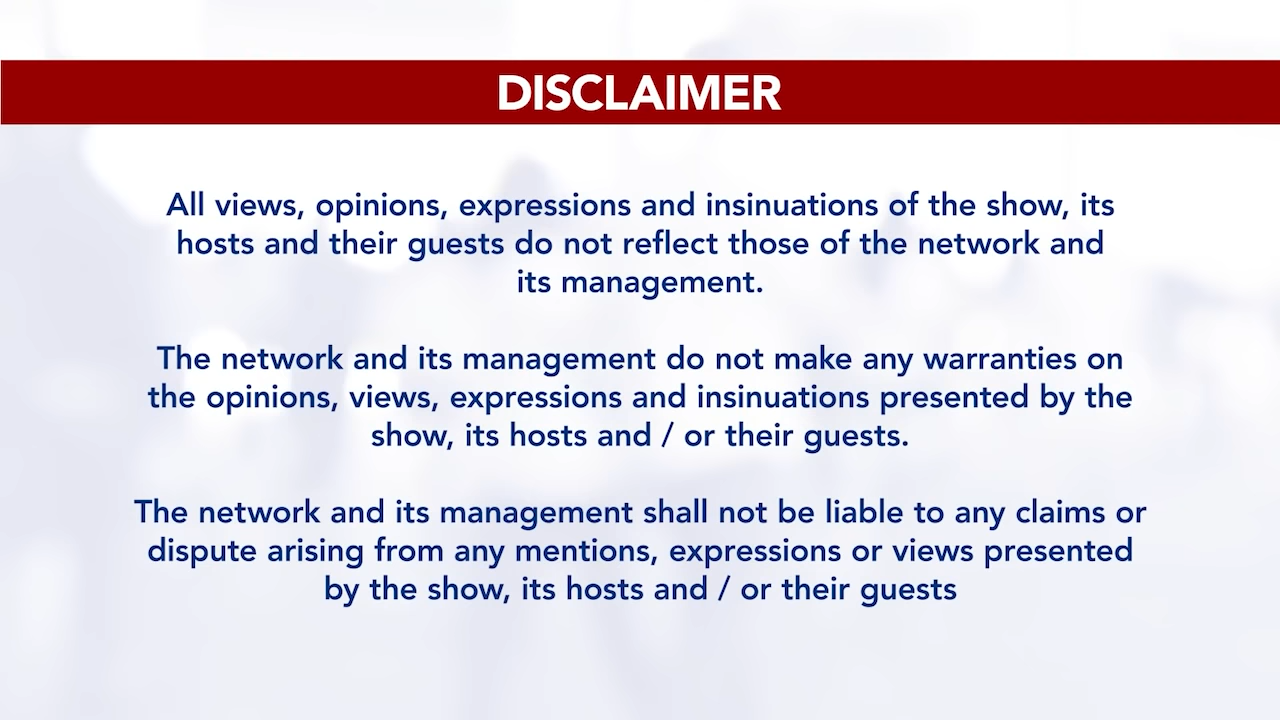 DISCLAIMER
All views, opinions, expressions and insinuations of the show, its
hosts and their guests do not reflect those of the network and
its management.
The network and its management do not make any warranties on
the opinions, views, expressions and insinuations presented by the
show, its hosts and / or their guests.
The network and its management shall not be liable to any claims or
dispute arising from any mentions, expressions or views presented
by the show, its hosts and / or their guests